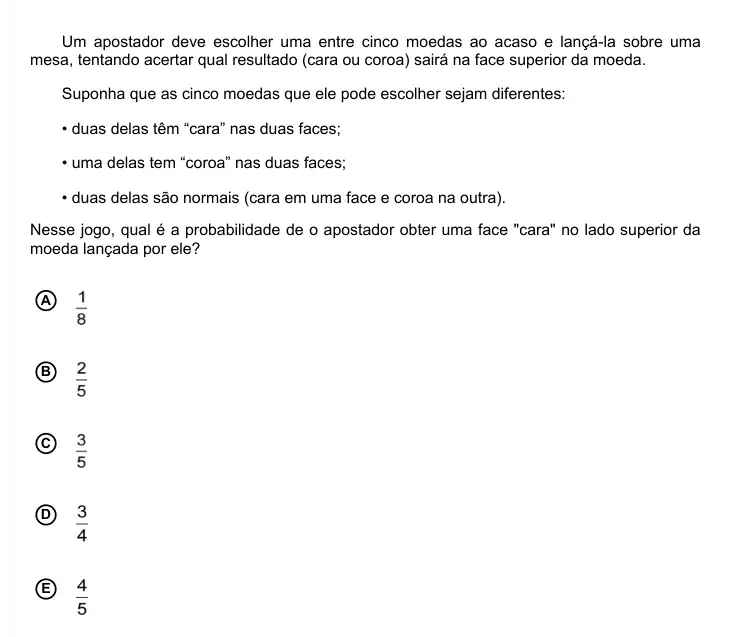 Um apostador deve escolher uma entre cinco moedas ao acaso e lançá-la sobre uma
mesa, tentando acertar qual resultado (cara ou coroa) sairá na face superior da moeda.
Suponha que as cinco moedas que ele pode escolher sejam diferentes:
• duas delas têm “cara” nas duas faces;
• uma delas tem “coroa” nas duas faces;
• duas delas são normais (cara em uma face e coroa na outra).
Nesse jogo, qual é a probabilidade de o apostador obter uma face "cara" no lado superior da
moeda lançada por ele?
Ⓐ 1/8
Ⓑ 2/5
Ⓒ 3/5
Ⓓ 3/4
Ⓔ 4/5